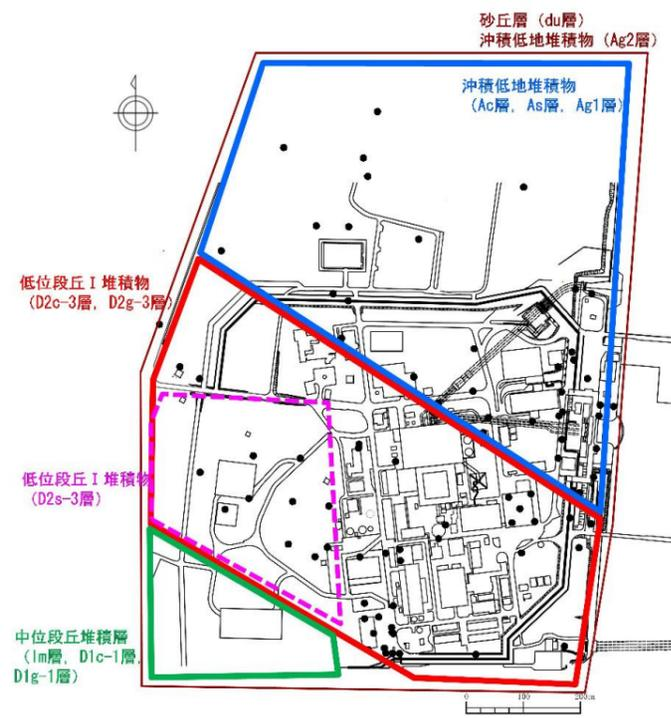 砂丘層（du層）
沖積低地堆積物（Ag2層）
沖積低地堆積物
（Ac層，As層，Ag1層）
低位段丘Ⅰ堆積物
（D2c-3層，D2g-3層）
低位段丘Ⅰ堆積物
（D2s-3層）
中位段丘堆積層
（lm層，D1c-1層，
D1g-1層）
0 100 200m